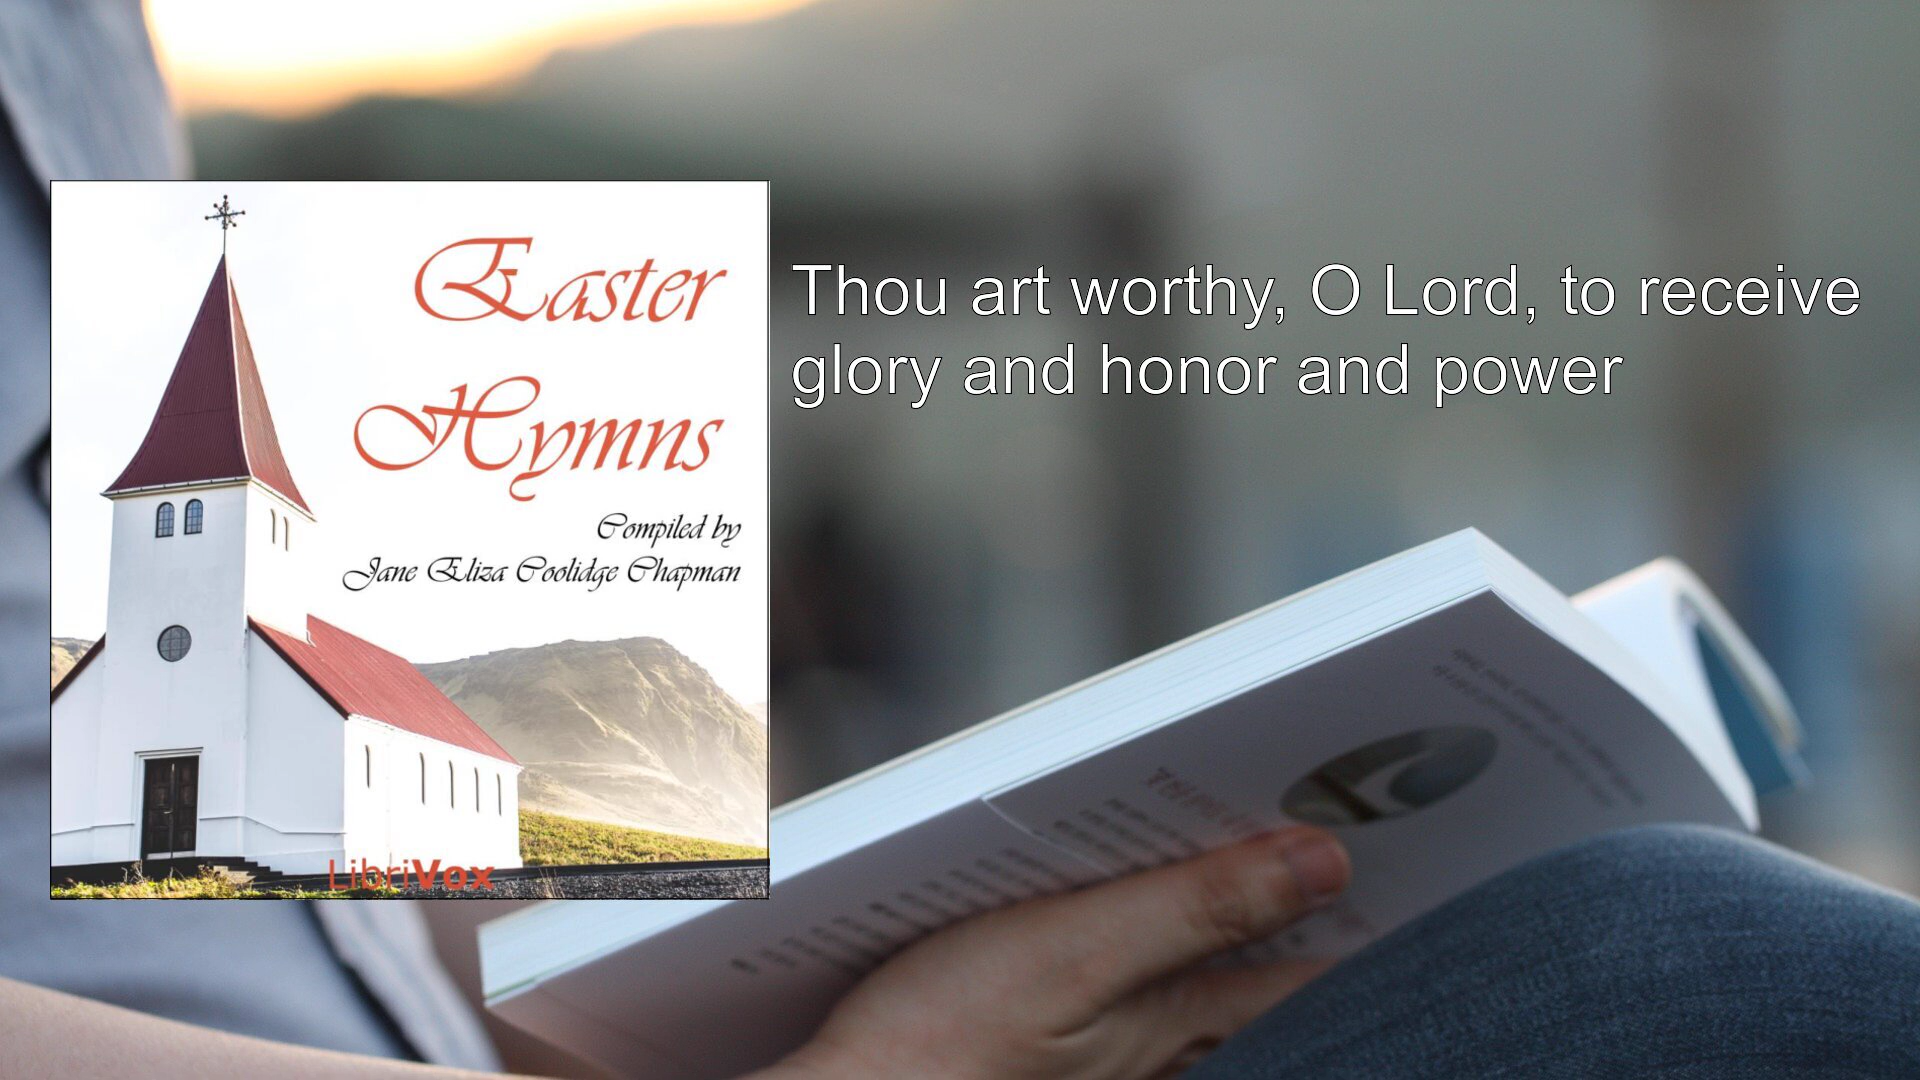 Easter
Hymns
Compiled by
Jane Eliza Coolidge Chapman
LibriVox
Thou art worthy, O Lord, to receive
glory and honor and power